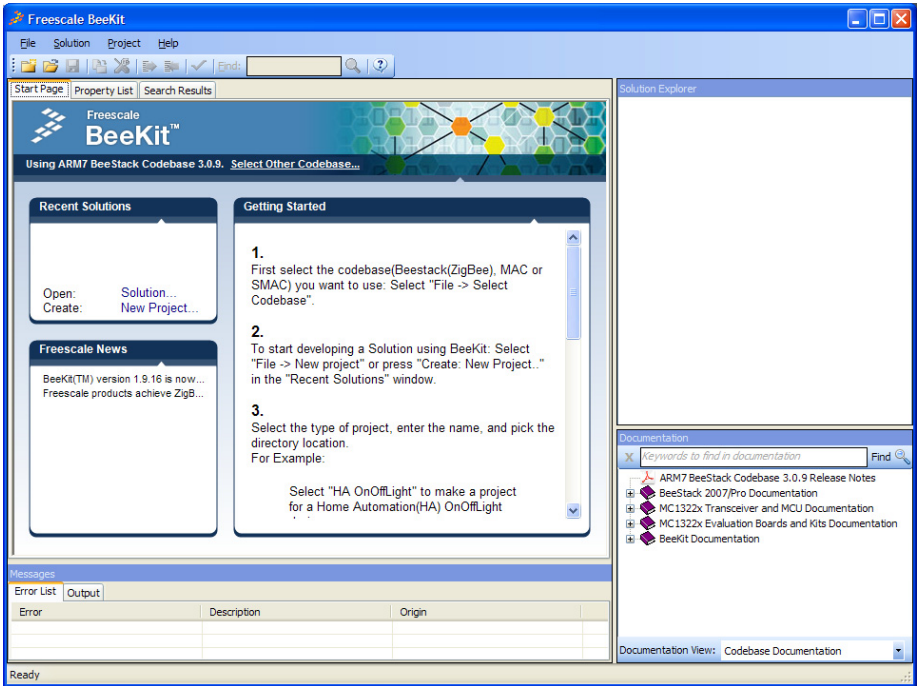 Freescale BeeKit
File Solution Project Help
Find:
Start Page Property List Search Results
Freescale
BeeKit™
Using ARM7 BeeStack Codebase 3.0.9. Select Other Codebase...
Recent Solutions
Open: Solution...
Create: New Project...
Freescale News
BeeKit(TM) version 1.9.16 is now...
Freescale products achieve ZigB...
Getting Started
1.
First select the codebase(Beestack(ZigBee), MAC or
SMAC) you want to use: Select "File -> Select
Codebase".
2.
To start developing a Solution using BeeKit: Select
"File -> New project" or press "Create: New Project.."
in the "Recent Solutions" window.
3.
Select the type of project, enter the name, and pick the
directory location.
For Example:
Select "HA OnOffLight" to make a project
for a Home Automation(HA) OnOffLight
Solution Explorer
Documentation
Keywords to find in documentation Find
ARM7 BeeStack Codebase 3.0.9 Release Notes
BeeStack 2007/Pro Documentation
MC1322x Transceiver and MCU Documentation
MC1322x Evaluation Boards and Kits Documentation
BeeKit Documentation
Documentation View: Codebase Documentation
Messages
Error List Output
Error Description Origin
Ready